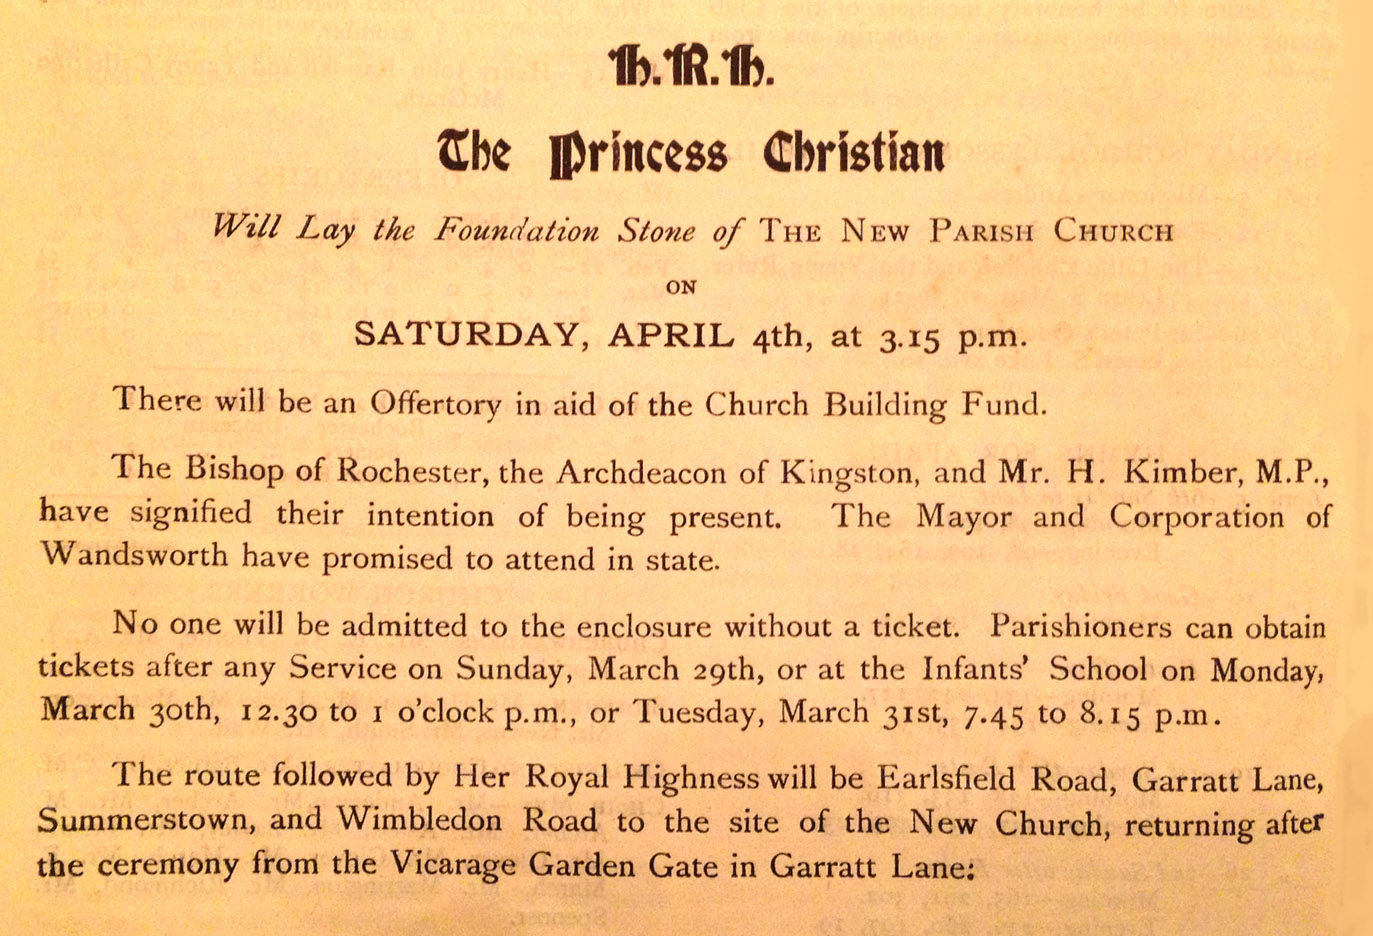 H.R.H.
The Princess Christian
Will Lay the Foundation Stone of THE NEW PARISH CHURCH
ON
SATURDAY, APRIL 4th, at 3.15 p.m.
There will be an Offertory in aid of the Church Building Fund.
The Bishop of Rochester, the Archdeacon of Kingston, and Mr. H. Kimber, M.P.,
have signified their intention of being present. The Mayor and Corporation of
Wandsworth have promised to attend in state.
No one will be admitted to the enclosure without a ticket. Parishioners can obtain
tickets after any Service on Sunday, March 29th, or at the Infants' School on Monday,
March 30th, 12.30 to 1 o'clock p.m., or Tuesday, March 31st, 7.45 to 8.15 p.m.
The route followed by Her Royal Highness will be Earlsfield Road, Garratt Lane,
Summerstown, and Wimbledon Road to the site of the New Church, returning after
the ceremony from the Vicarage Garden Gate in Garratt Lane: